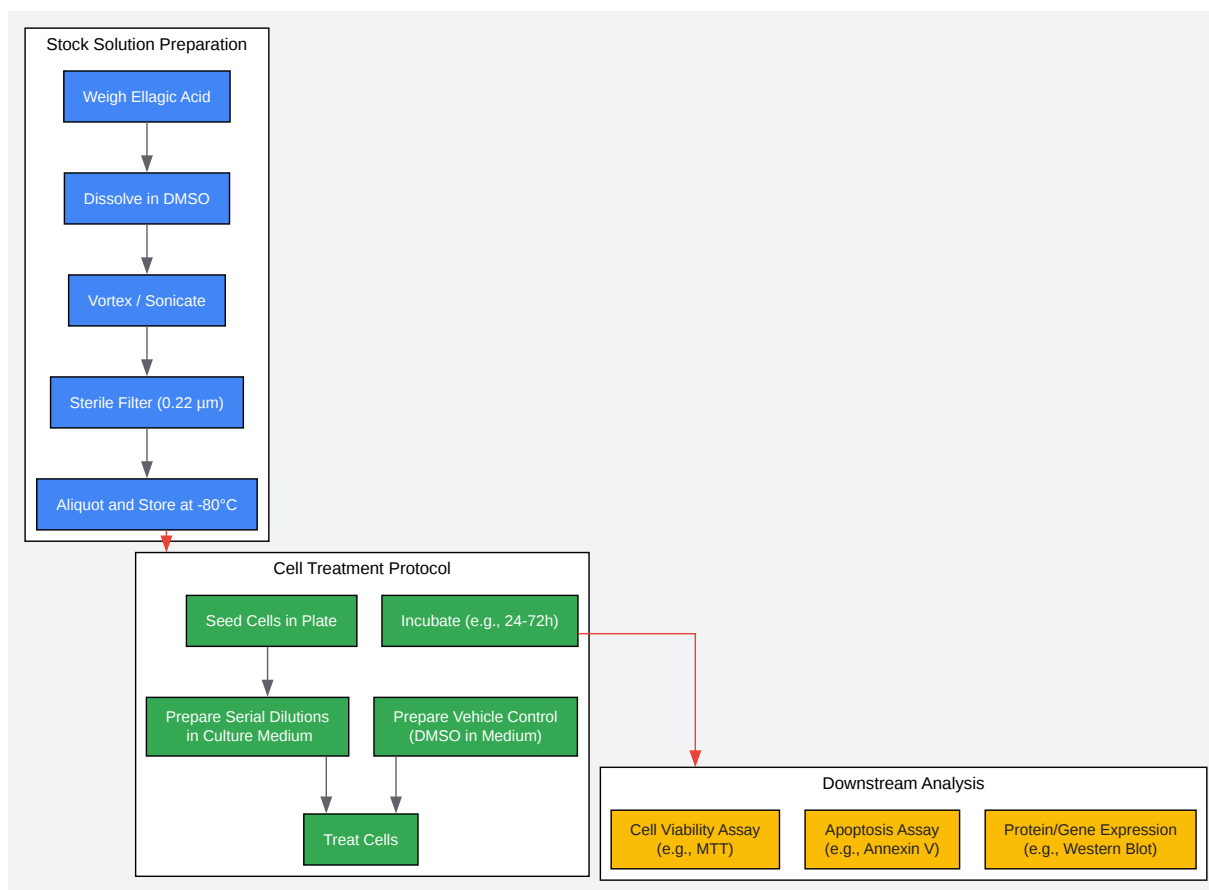 Stock Solution Preparation
Weigh Ellagic Acid
Dissolve in DMSO
Vortex / Sonicate
Sterile Filter (0.22 µm)
Aliquot and Store at -80°C
Cell Treatment Protocol
Seed Cells in Plate
Incubate (e.g., 24-72h)
Prepare Serial Dilutions
in Culture Medium
Prepare Vehicle Control
(DMSO in Medium)
Treat Cells
Downstream Analysis
Cell Viability Assay
(e.g., MTT)
Apoptosis Assay
(e.g., Annexin V)
Protein/Gene Expression
(e.g., Western Blot)